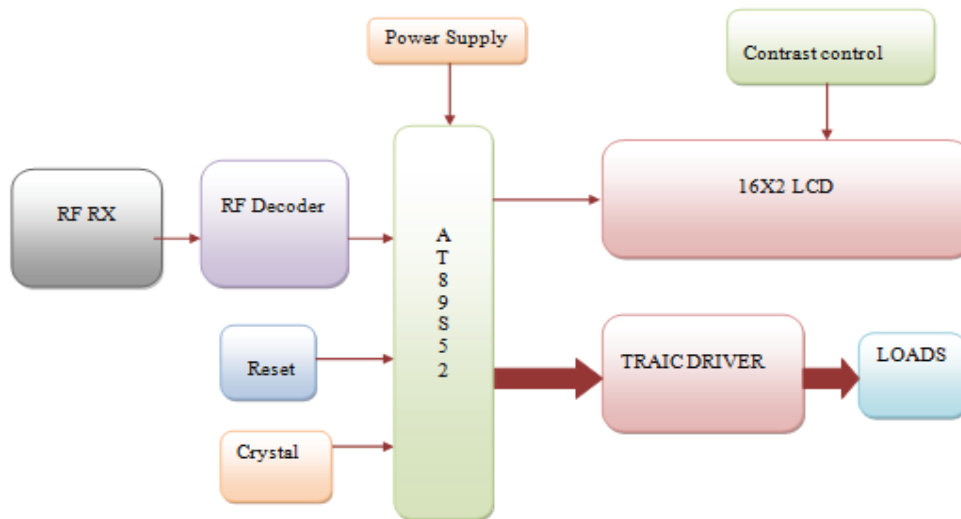 Power Supply
Contrast control
RF RX
RF Decoder
A
T
8
9
S
5
2
16X2 LCD
Reset
TRAIC DRIVER
LOADS
Crystal